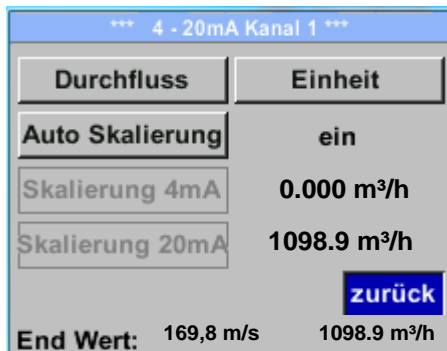 *** 4 - 20mA Kanal 1 ***
Durchfluss Einheit
Auto Skalierung ein
Skalierung 4mA 0.000 m³/h
Skalierung 20mA 1098.9 m³/h
zurück
End Wert: 169,8 m/s 1098.9 m³/h